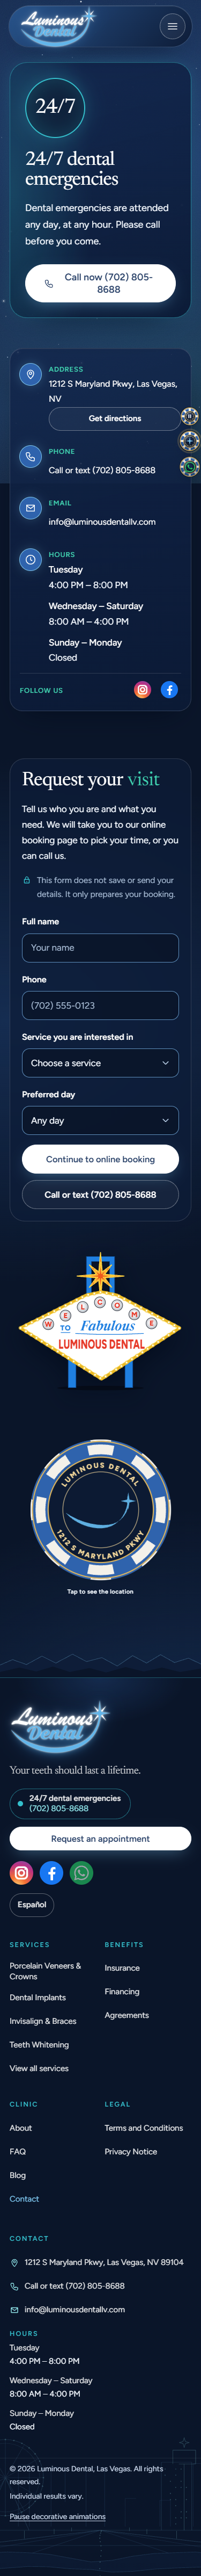 Luminous
Dental
24/7
24/7 dental
emergencies
Dental emergencies are attended
any day, at any hour. Please call
before you come.
Call now (702) 805-
8688
ADDRESS
1212 S Maryland Pkwy, Las Vegas,
NV
Get directions
PHONE
Call or text (702) 805-8688
EMAIL
info@luminousdentallv.com
HOURS
Tuesday
4:00 PM – 8:00 PM
Wednesday – Saturday
8:00 AM – 4:00 PM
Sunday – Monday
Closed
FOLLOW US
Request your visit
Tell us who you are and what you
need. We will take you to our online
booking page to pick your time, or you
can call us.
This form does not save or send your
details. It only prepares your booking.
Full name
Your name
Phone
(702) 555-0123
Service you are interested in
Choose a service
Preferred day
Any day
Continue to online booking
Call or text (702) 805-8688
WELCOME
TO Fabulous
LUMINOUS DENTAL
LUMINOUS DENTAL
1212 S MARYLAND PKWY
Tap to see the location
Luminous
Dental
Your teeth should last a lifetime.
24/7 dental emergencies
(702) 805-8688
Request an appointment
Español
SERVICES
Porcelain Veneers &
Crowns
Dental Implants
Invisalign & Braces
Teeth Whitening
View all services
BENEFITS
Insurance
Financing
Agreements
CLINIC
About
FAQ
Blog
Contact
LEGAL
Terms and Conditions
Privacy Notice
CONTACT
1212 S Maryland Pkwy, Las Vegas, NV 89104
Call or text (702) 805-8688
info@luminousdentallv.com
HOURS
Tuesday
4:00 PM – 8:00 PM
Wednesday – Saturday
8:00 AM – 4:00 PM
Sunday – Monday
Closed
© 2026 Luminous Dental, Las Vegas. All rights
reserved.
Individual results vary.
Pause decorative animations